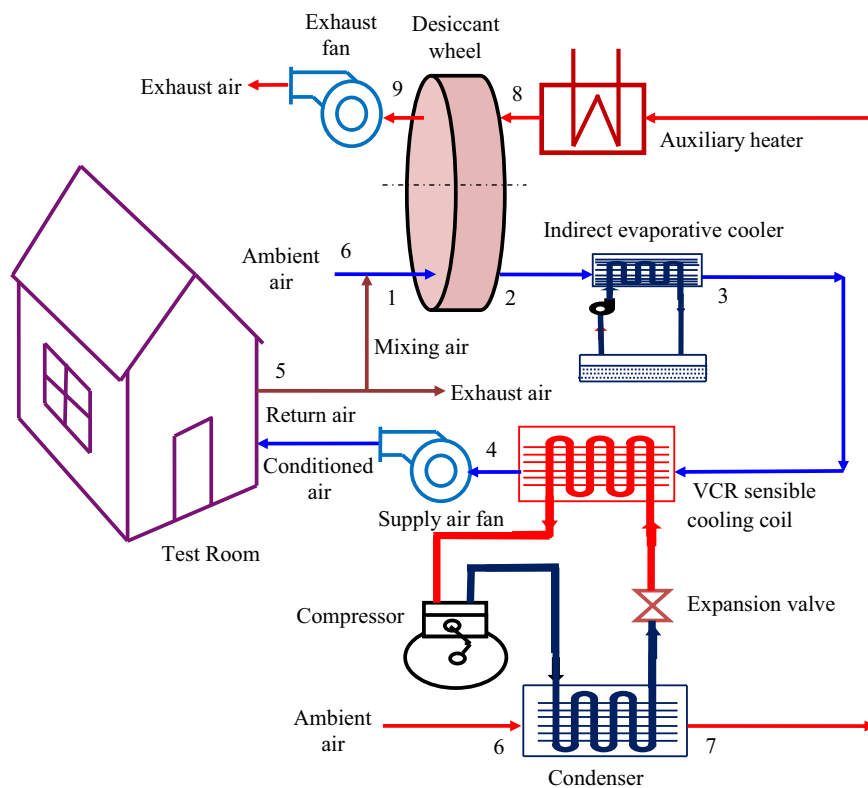 Exhaust
fan
Desiccant
wheel
Exhaust air
9
8
Auxiliary heater
Ambient
air
6
1
2
Indirect evaporative cooler
3
Mixing air
5
Return air
Exhaust air
Conditioned
air
4
Supply air fan
VCR sensible
cooling coil
Test Room
Compressor
Expansion valve
Ambient
air
6
7
Condenser